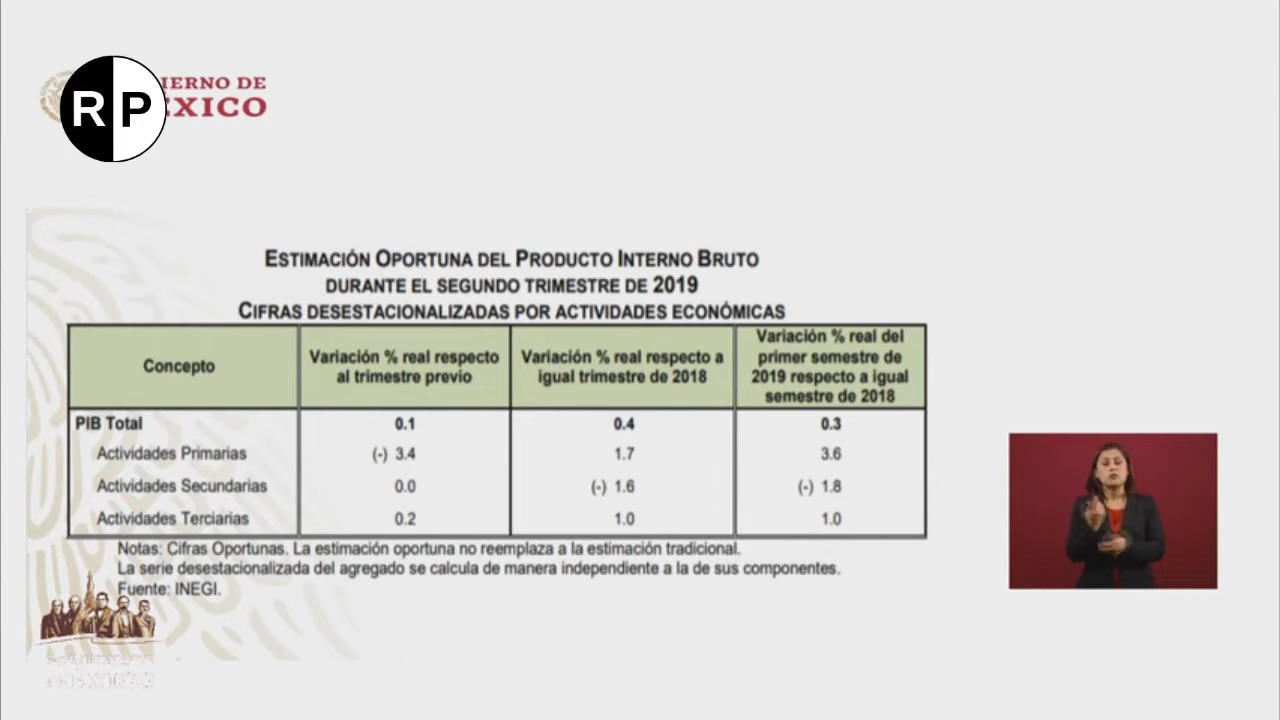 RP
IERNO DE
ÉXICO
ESTIMACIÓN OPORTUNA DEL PRODUCTO INTERNO BRUTO
DURANTE EL SEGUNDO TRIMESTRE DE 2019
CIFRAS DESESTACIONALIZADAS POR ACTIVIDADES ECONÓMICAS
Concepto
Variación % real respecto
al trimestre previo
Variación % real respecto a
igual trimestre de 2018
Variación % real del
primer semestre de
2019 respecto a igual
semestre de 2018
PIB Total 0.1 0.4 0.3
Actividades Primarias (-) 3.4 1.7 3.6
Actividades Secundarias 0.0 (-) 1.6 (-) 1.8
Actividades Terciarias 0.2 1.0 1.0
Notas: Cifras Oportunas. La estimación oportuna no reemplaza a la estimación tradicional.
La serie desestacionalizada del agregado se calcula de manera independiente a la de sus componentes.
Fuente: INEGI.